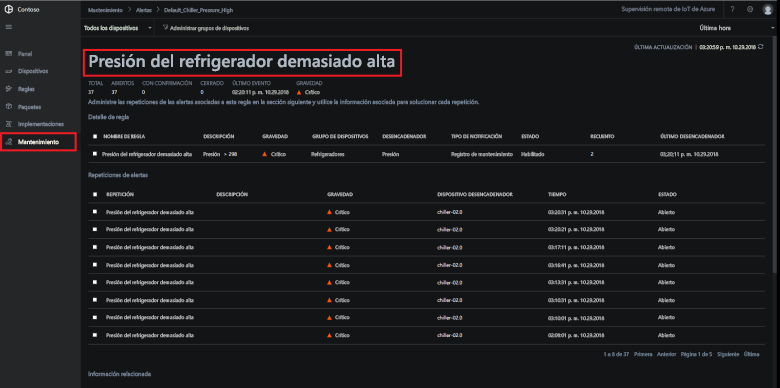 Contoso
Mantenimiento > Alertas > Default_Chiller_Pressure_High
Supervisión remota de IoT de Azure
Todos los dispositivos
Administrar grupos de dispositivos
Última hora
Panel
Dispositivos
Reglas
Paquetes
Implementaciones
Mantenimiento
ÚLTIMA ACTUALIZACIÓN | 03:20:59 p. m. 10.29.2018
Presión del refrigerador demasiado alta
TOTAL ABIERTOS CON CONFIRMACIÓN CERRADO ÚLTIMO EVENTO GRAVEDAD
37 37 0 0 02:20:11 p. m. 10.29.2018 Crítico
Administre las repeticiones de las alertas asociadas a esta regla en la sección siguiente y utilice la información asociada para solucionar cada repetición.
Detalle de regla
NOMBRE DE REGLA DESCRIPCIÓN GRAVEDAD GRUPO DE DISPOSITIVOS DESENCADENADOR TIPO DE NOTIFICACIÓN ESTADO RECUENTO ÚLTIMO DESENCADENADOR
Presión del refrigerador demasiado alta Presión > 298 Crítico Refrigeradores Presión Registro de mantenimiento Habilitado 2 03:20:11 p. m. 10.29.2018
Repeticiones de alertas
REPETICIÓN DESCRIPCIÓN GRAVEDAD DISPOSITIVO DESENCADENADOR TIEMPO ESTADO
Presión del refrigerador demasiado alta Crítico chiller-02.0 03:20:31 p. m. 10.29.2018 Abierto
Presión del refrigerador demasiado alta Crítico chiller-02.0 03:20:21 p. m. 10.29.2018 Abierto
Presión del refrigerador demasiado alta Crítico chiller-02.0 03:17:11 p. m. 10.29.2018 Abierto
Presión del refrigerador demasiado alta Crítico chiller-02.0 03:16:41 p. m. 10.29.2018 Abierto
Presión del refrigerador demasiado alta Crítico chiller-02.0 03:13:31 p. m. 10.29.2018 Abierto
Presión del refrigerador demasiado alta Crítico chiller-02.0 03:10:31 p. m. 10.29.2018 Abierto
Presión del refrigerador demasiado alta Crítico chiller-02.0 03:10:01 p. m. 10.29.2018 Abierto
Presión del refrigerador demasiado alta Crítico chiller-02.0 02:09:01 p. m. 10.29.2018 Abierto
1 a 8 de 37 Primera Anterior Página 1 de 5 Siguiente Última
Información relacionada